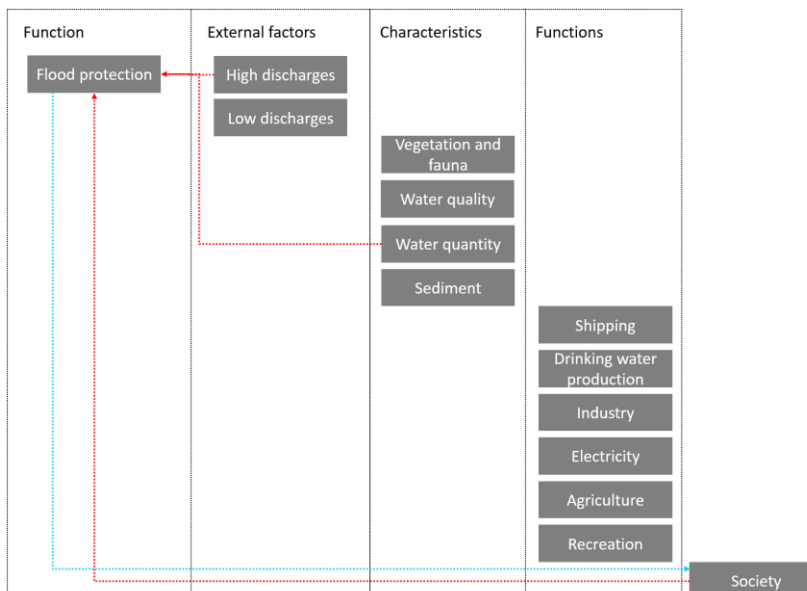 Function
External factors
Characteristics
Functions
Flood protection
High discharges
Low discharges
Vegetation and
fauna
Water quality
Water quantity
Sediment
Shipping
Drinking water
production
Industry
Electricity
Agriculture
Recreation
Society